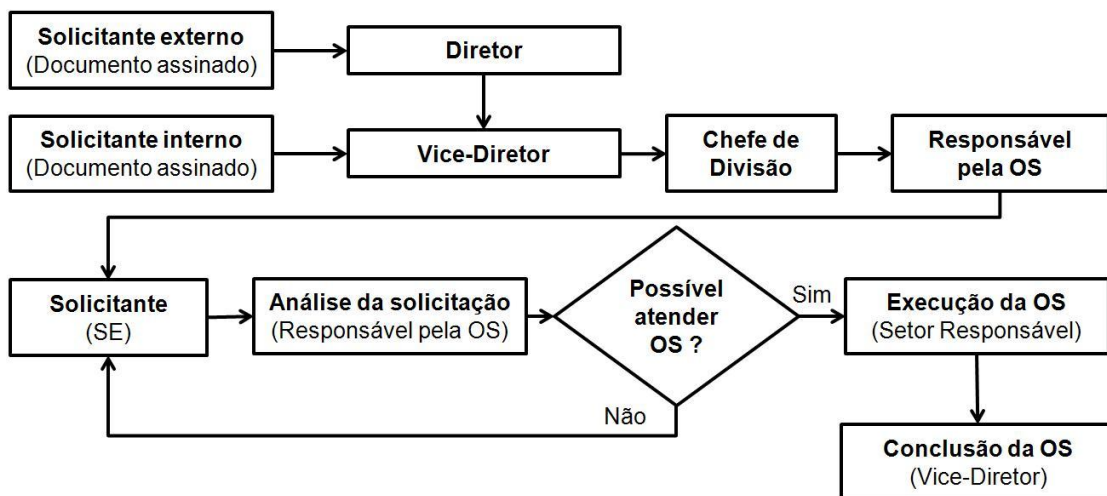 Solicitante externo
(Documento assinado)
Diretor
Solicitante interno
(Documento assinado)
Vice-Diretor
Chefe de
Divisão
Responsável
pela OS
Solicitante
(SE)
Análise da solicitação
(Responsável pela OS)
Possível
atender
OS ?
Sim
Execução da OS
(Setor Responsável)
Não
Conclusão da OS
(Vice-Diretor)